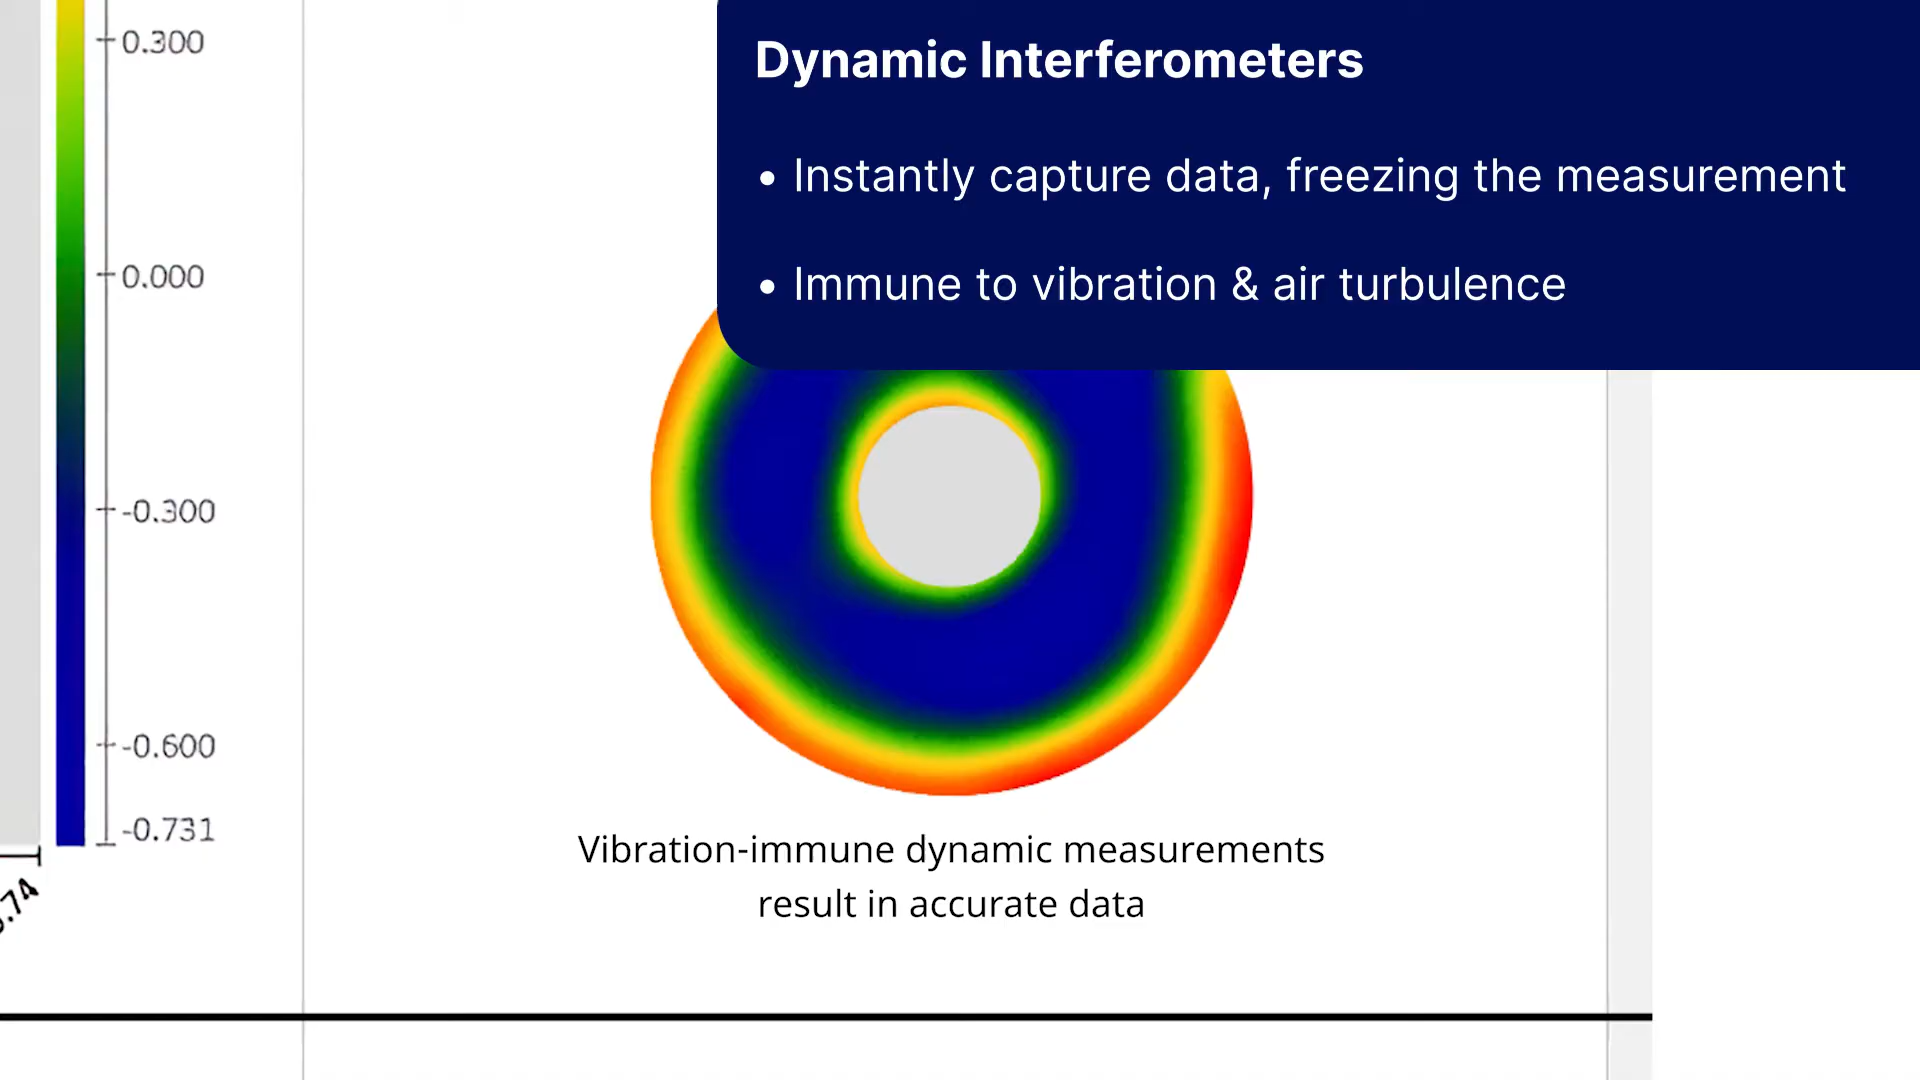 0.300
0.000
-0.300
-0.600
-0.731
Dynamic Interferometers
• Instantly capture data, freezing the measurement
• Immune to vibration & air turbulence
Vibration-immune dynamic measurements
result in accurate data